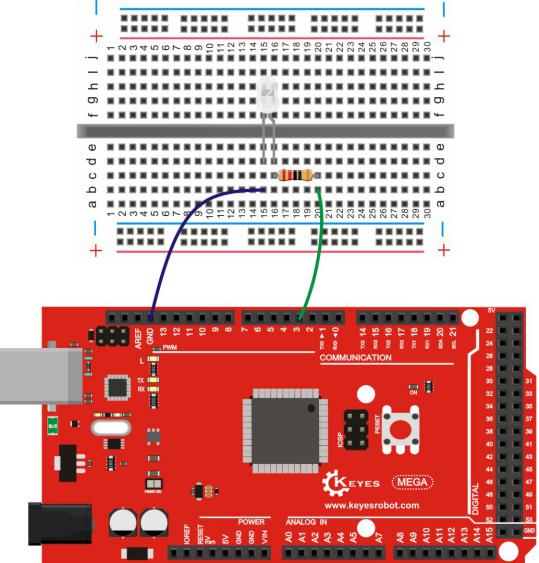 1 2 3 4 5 6 7 8 9 10 11 12 13 14 15 16 17 18 19 20 21 22 23 24 25 26 27 28 29 30
j
i
h
g
f
j
i
h
g
f
e
d
c
b
a
e
d
c
b
a
1 2 3 4 5 6 7 8 9 10 11 12 13 14 15 16 17 18 19 20 21 22 23 24 25 26 27 28 29 30
AREF GND 13 12 11 10 9 8 7 6 5 4 3 2 TX0 ▶1 RX0 ◀0 TX3 14 RX3 15 TX2 16 RX2 17 TX1 18 RX1 19 SDA 20 SCL 21
5V
PWM
COMMUNICATION
L
TX
RX
ON
ICSP
RESET
22
24
26
28
30 31
32 33
34 35
36 37
38 39
40 41
42 43
44 45
46 47
48 49
50 51
52 53
GND
DIGITAL
KEYES
MEGA
www.keyesrobot.com
POWER
ANALOG IN
IOREF RESET 5V GND GND VIN A0 A1 A2 A3 A4 A5 A7 A8 A9 A10 A11 A12 A13 A14 A15